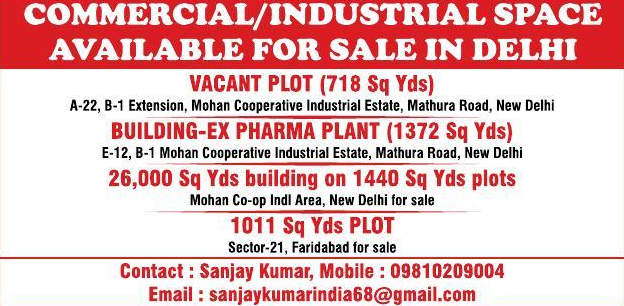 COMMERCIAL/INDUSTRIAL SPACE
AVAILABLE FOR SALE IN DELHI
VACANT PLOT (718 Sq Yds)
A-22, B-1 Extension, Mohan Cooperative Industrial Estate, Mathura Road, New Delhi
BUILDING-EX PHARMA PLANT (1372 Sq Yds)
E-12, B-1 Mohan Cooperative Industrial Estate, Mathura Road, New Delhi
26,000 Sq Yds building on 1440 Sq Yds plots
Mohan Co-op Indl Area, New Delhi for sale
1011 Sq Yds PLOT
Sector-21, Faridabad for sale
Contact : Sanjay Kumar, Mobile : 09810209004
Email : sanjaykumarindia68@gmail.com